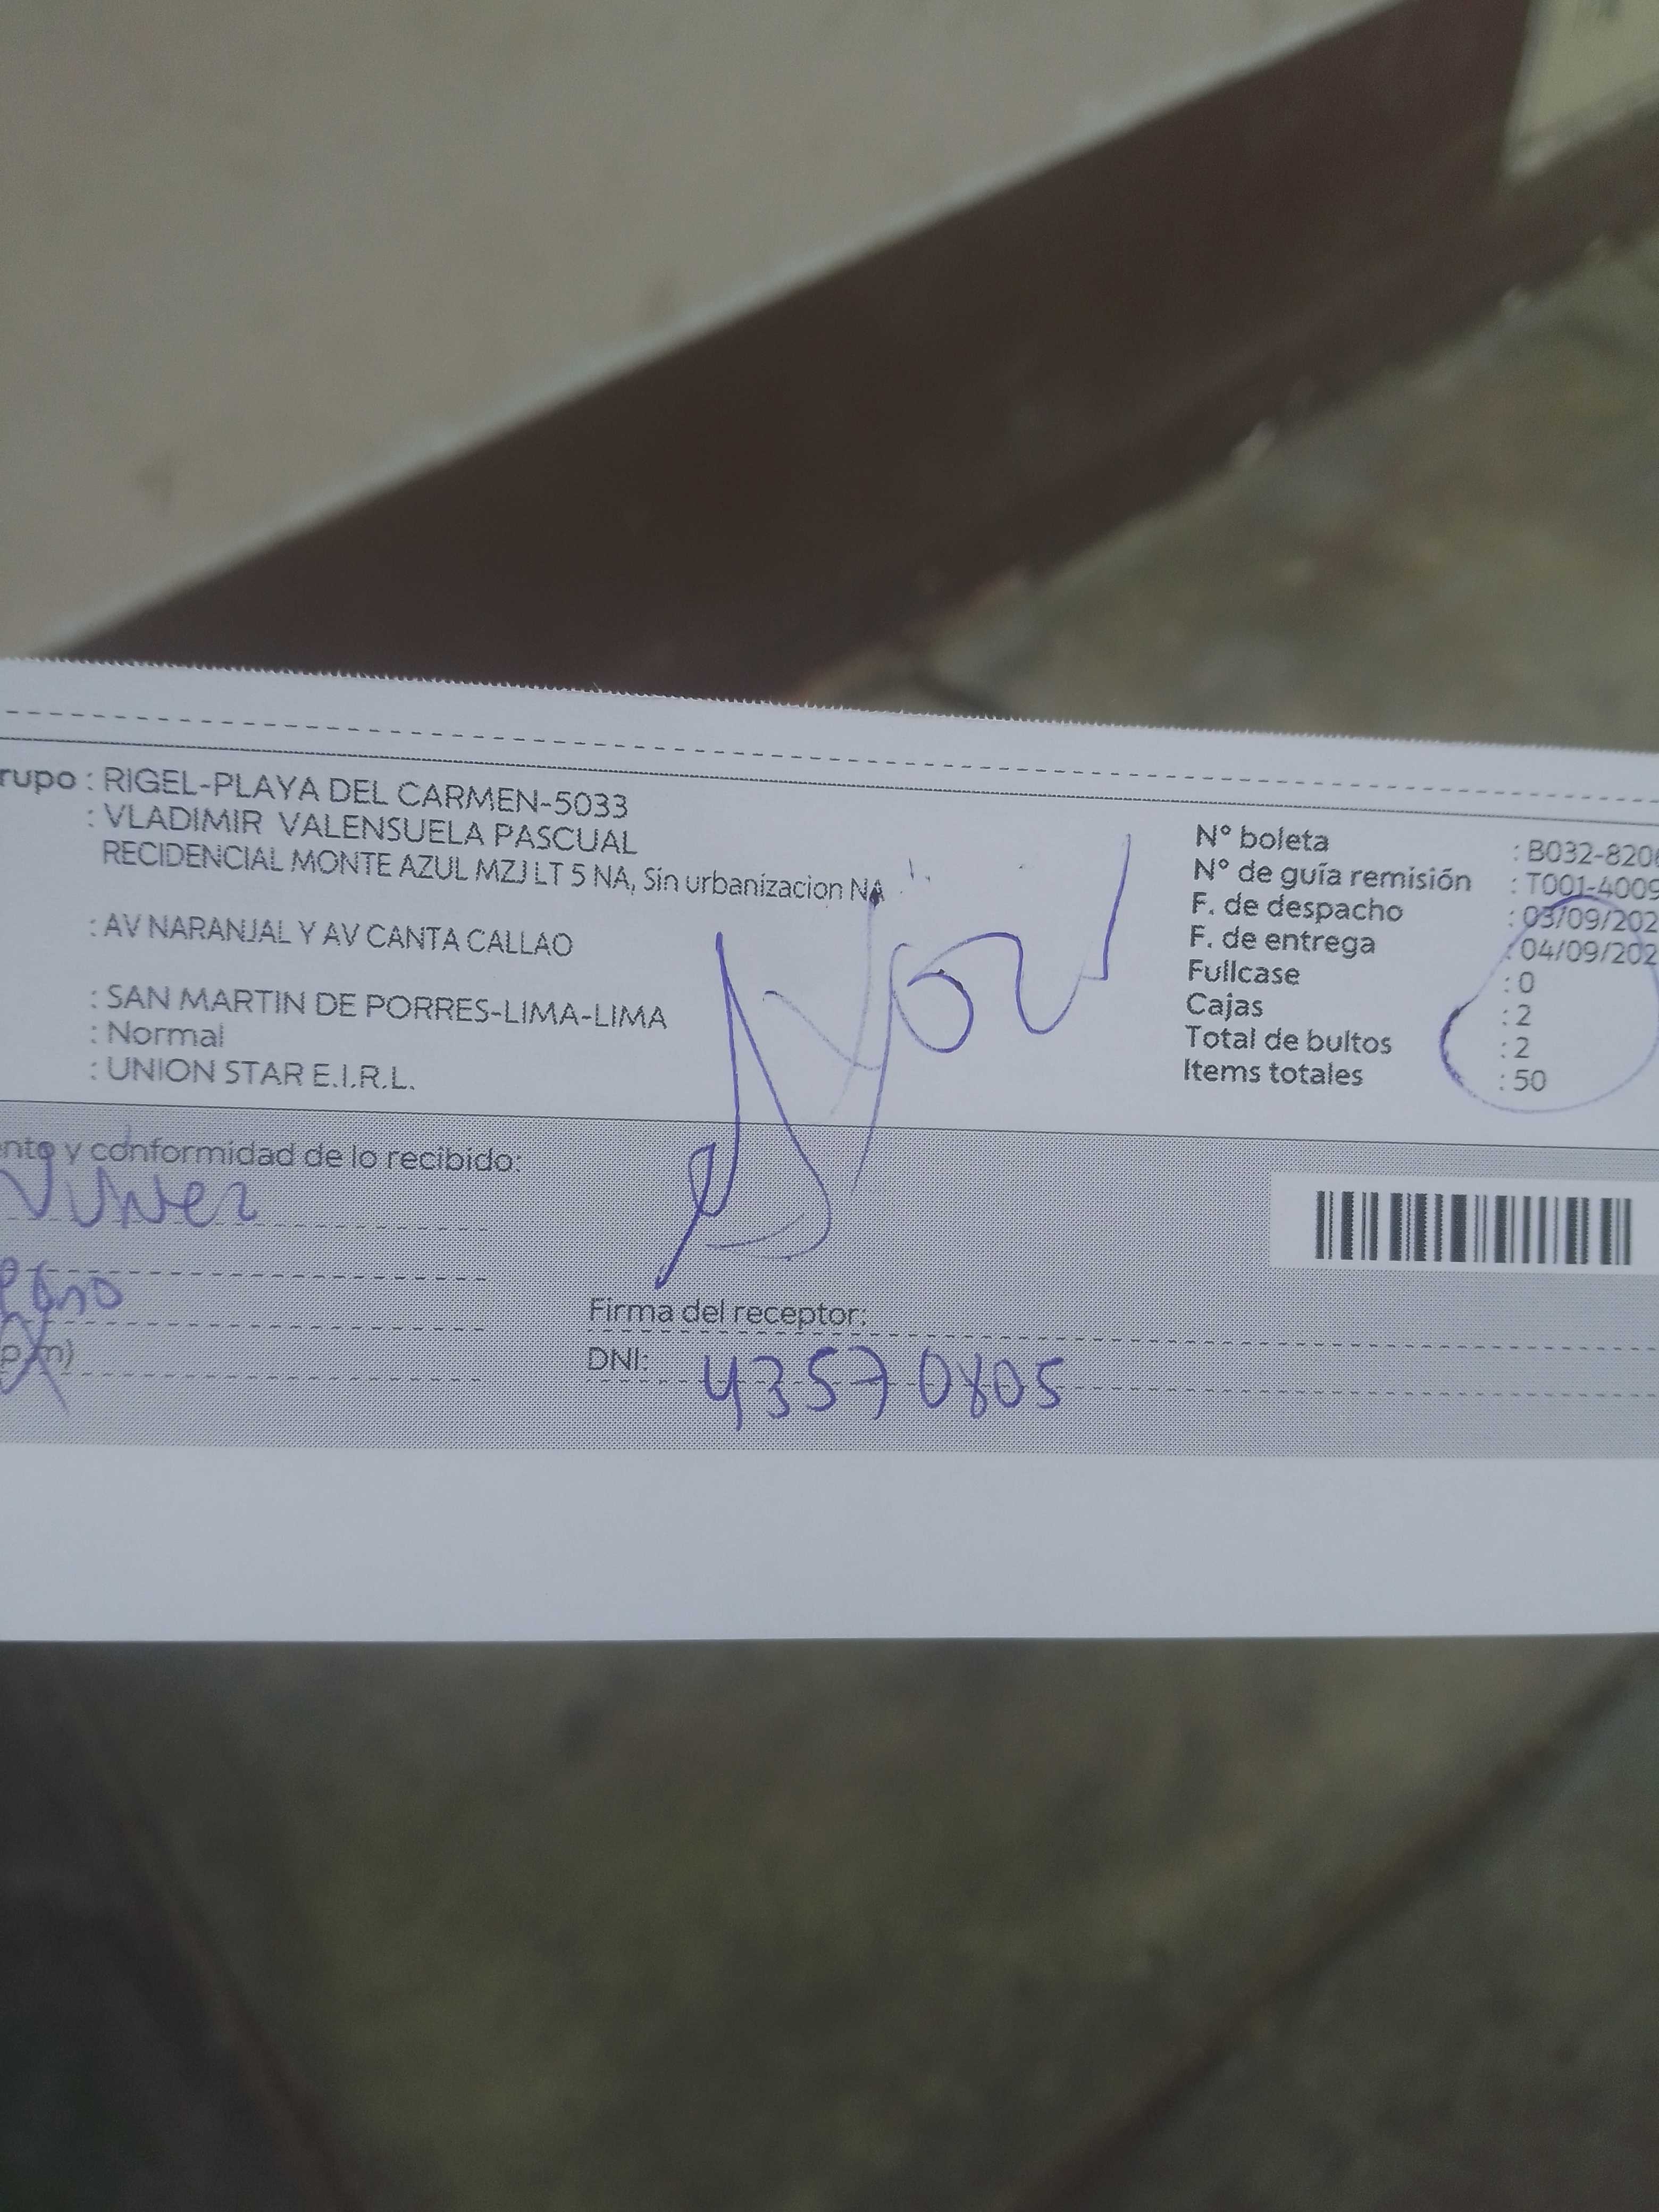 rupo : RIGEL-PLAYA DEL CARMEN-5033
: VLADIMIR VALENSUELA PASCUAL
RECIDENCIAL MONTE AZUL MZJ LT 5 NA, Sin urbanizacion NA
: AV NARANJAL Y AV CANTA CALLAO
: SAN MARTIN DE PORRES-LIMA-LIMA
: Normal
: UNION STAR E.I.R.L.
Nº boleta : B032-820
Nº de guía remisión : T001-4009
F. de despacho : 03/09/202
F. de entrega : 04/09/202
Fullcase : 0
Cajas : 2
Total de bultos : 2
Items totales : 50
nto y conformidad de lo recibido:
p.m)
Firma del receptor:
DNI: 43570805